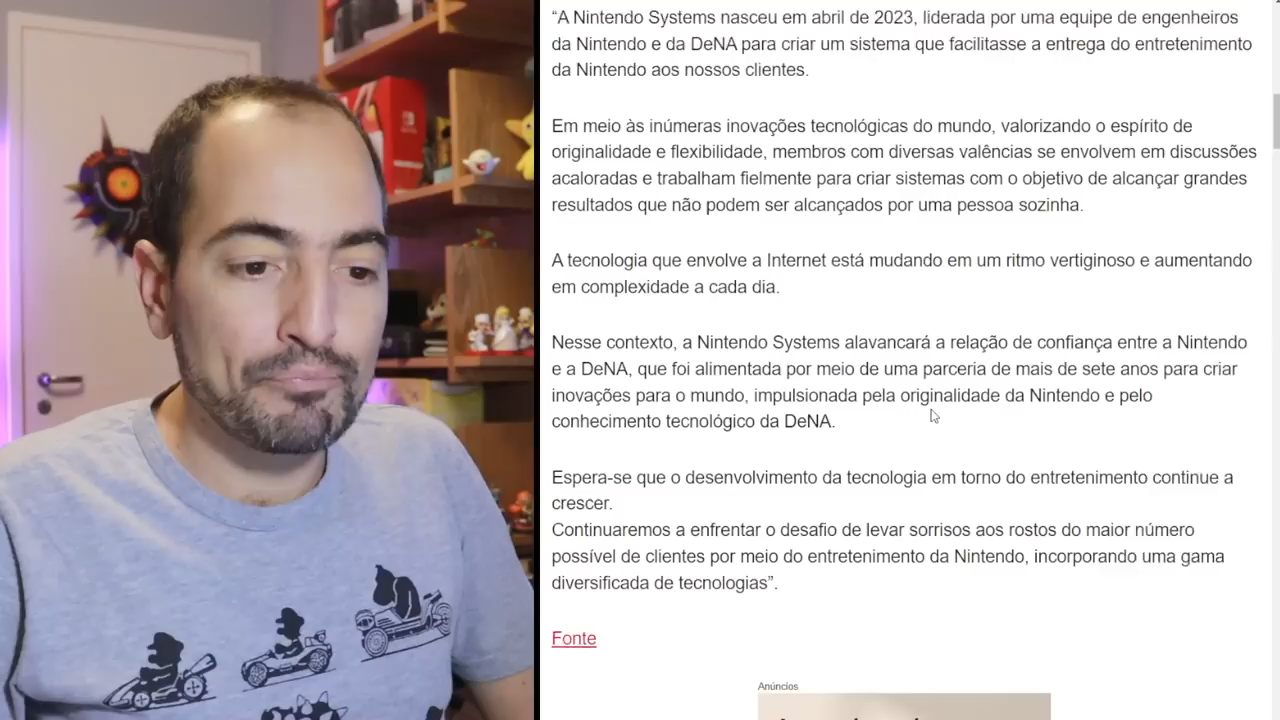 “A Nintendo Systems nasceu em abril de 2023, liderada por uma equipe de engenheiros
da Nintendo e da DeNA para criar um sistema que facilitasse a entrega do entretenimento
da Nintendo aos nossos clientes.
Em meio às inúmeras inovações tecnológicas do mundo, valorizando o espírito de
originalidade e flexibilidade, membros com diversas valências se envolvem em discussões
acaloradas e trabalham fielmente para criar sistemas com o objetivo de alcançar grandes
resultados que não podem ser alcançados por uma pessoa sozinha.
A tecnologia que envolve a Internet está mudando em um ritmo vertiginoso e aumentando
em complexidade a cada dia.
Nesse contexto, a Nintendo Systems alavancará a relação de confiança entre a Nintendo
e a DeNA, que foi alimentada por meio de uma parceria de mais de sete anos para criar
inovações para o mundo, impulsionada pela originalidade da Nintendo e pelo
conhecimento tecnológico da DeNA.
Espera-se que o desenvolvimento da tecnologia em torno do entretenimento continue a
crescer.
Continuaremos a enfrentar o desafio de levar sorrisos aos rostos do maior número
possível de clientes por meio do entretenimento da Nintendo, incorporando uma gama
diversificada de tecnologias”.
Fonte
Anúncios